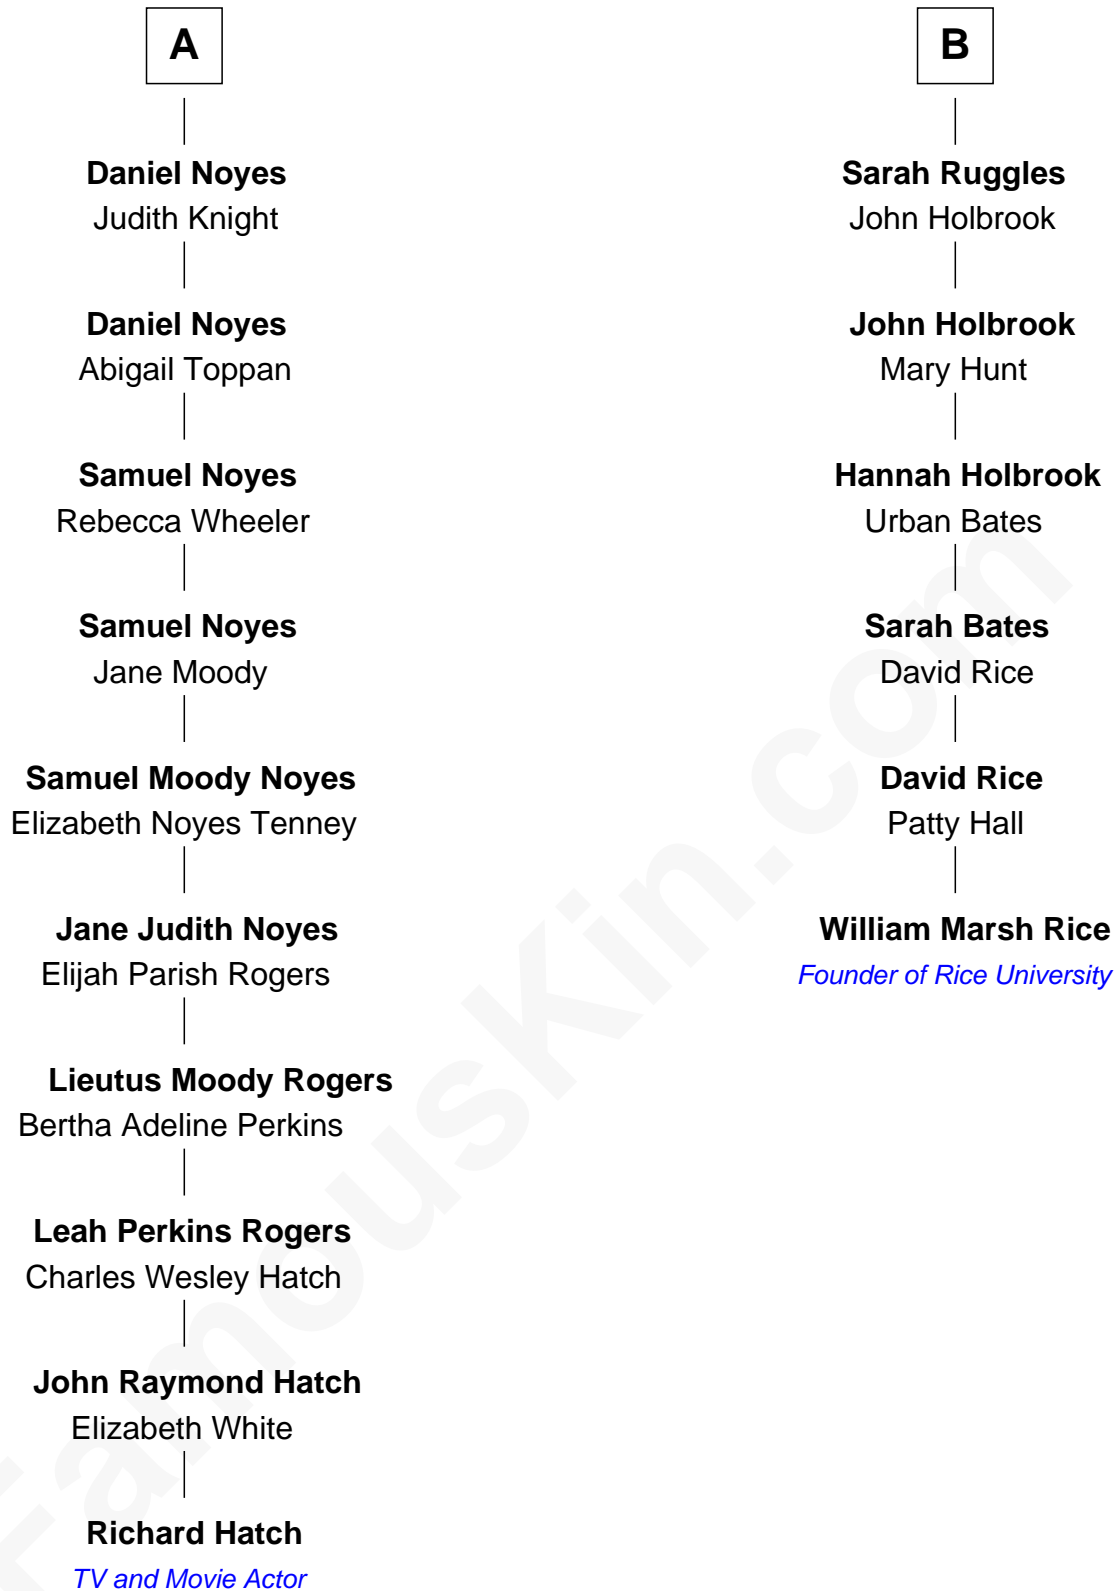 A
Daniel Noyes
Judith Knight
Daniel Noyes
Abigail Toppan
Samuel Noyes
Rebecca Wheeler
Samuel Noyes
Jane Moody
Samuel Moody Noyes
Elizabeth Noyes Tenney
Jane Judith Noyes
Elijah Parish Rogers
Lieutus Moody Rogers
Bertha Adeline Perkins
Leah Perkins Rogers
Charles Wesley Hatch
John Raymond Hatch
Elizabeth White
Richard Hatch
TV and Movie Actor
B
Sarah Ruggles
John Holbrook
John Holbrook
Mary Hunt
Hannah Holbrook
Urban Bates
Sarah Bates
David Rice
David Rice
Patty Hall
William Marsh Rice
Founder of Rice University
FamousKin.com